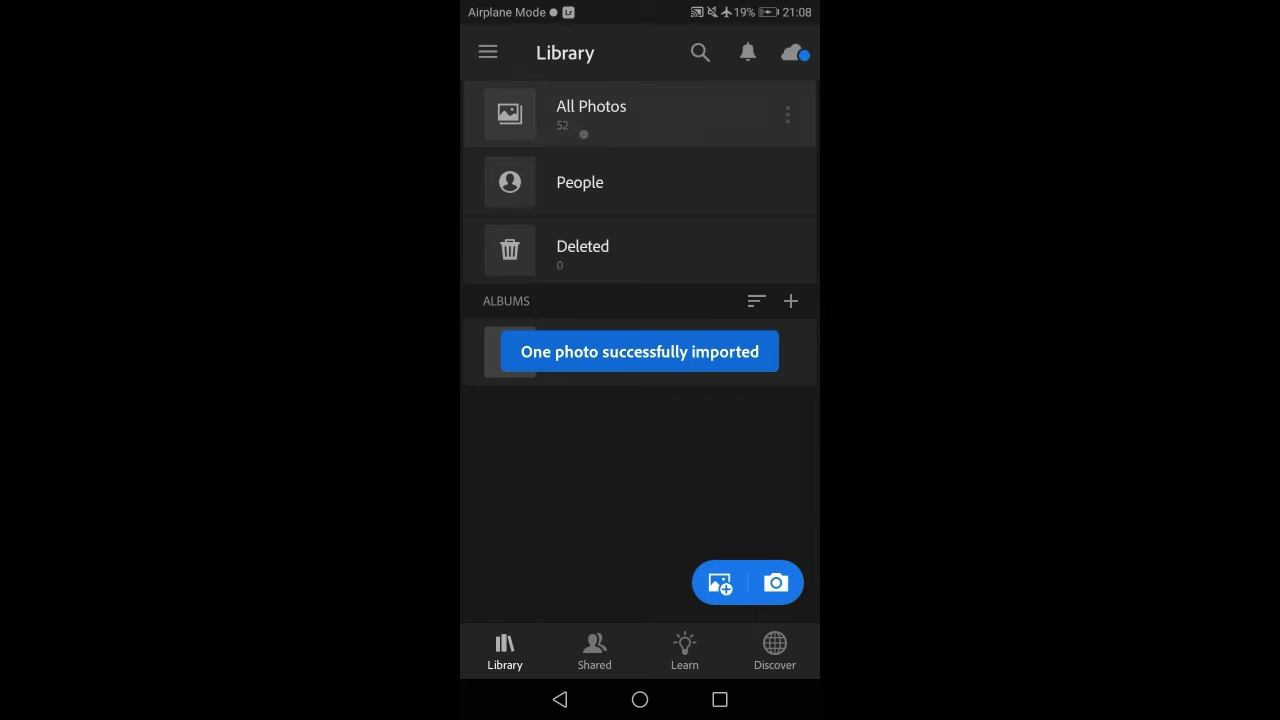 Airplane Mode Lr 19% 21:08
Library
All Photos
52
People
Deleted
0
ALBUMS
One photo successfully imported
Library Shared Learn Discover